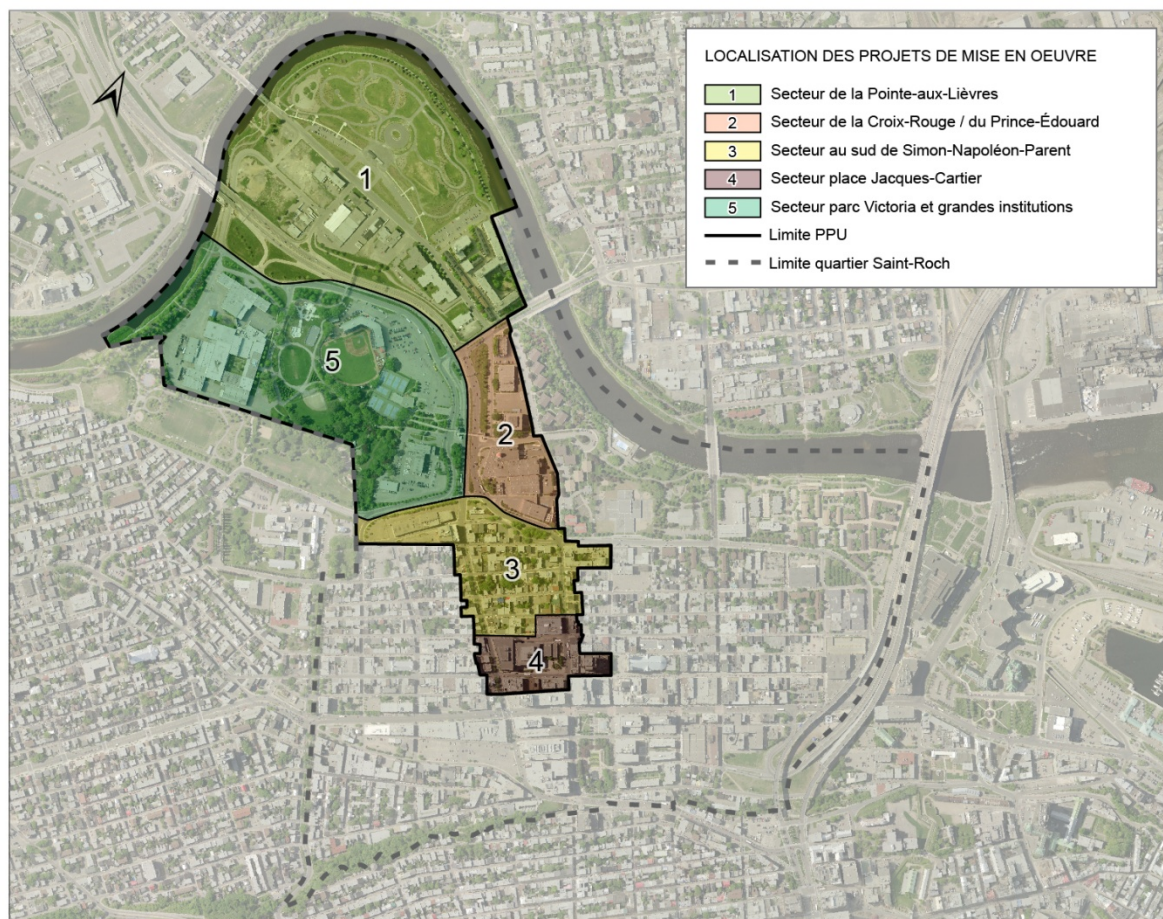 LOCALISATION DES PROJETS DE MISE EN OEUVRE
1 Secteur de la Pointe-aux-Lièvres
2 Secteur de la Croix-Rouge / du Prince-Édouard
3 Secteur au sud de Simon-Napoléon-Parent
4 Secteur place Jacques-Cartier
5 Secteur parc Victoria et grandes institutions
Limite PPU
Limite quartier Saint-Roch
1
5
2
3
4